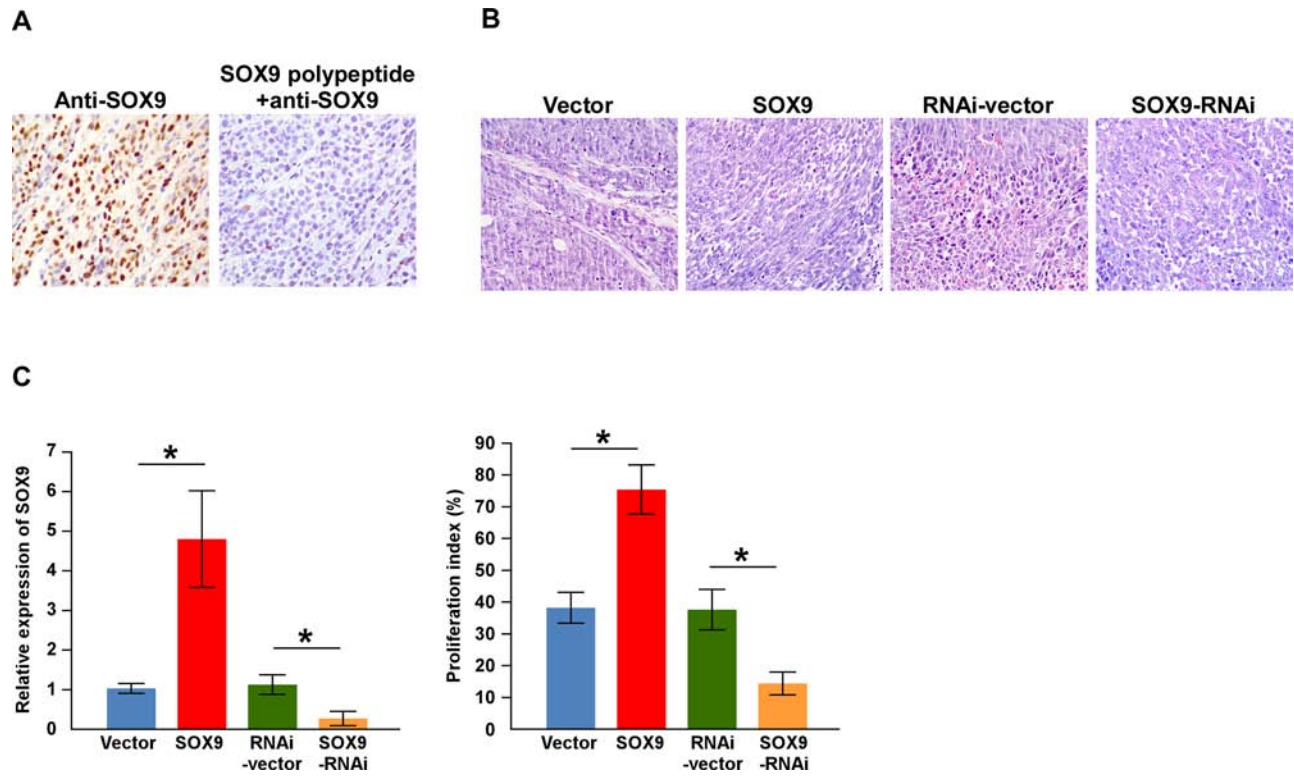 A
B
Anti-SOX9
SOX9 polypeptide
+anti-SOX9
Vector
SOX9
RNAi-vector
SOX9-RNAi
C
Relative expression of SOX9
7
6
5
4
3
2
1
0
*
*
Vector
SOX9
RNAi
-vector
SOX9
-RNAi
Proliferation index (%)
90
80
70
60
50
40
30
20
10
0
*
*
Vector
SOX9
RNAi
-vector
SOX9
-RNAi